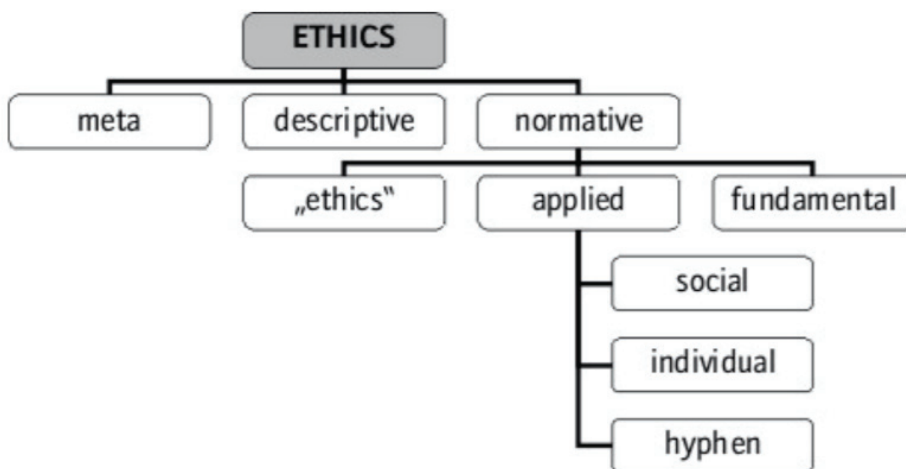 ETHICS
meta
descriptive
normative
„ethics‟
applied
fundamental
social
individual
hyphen